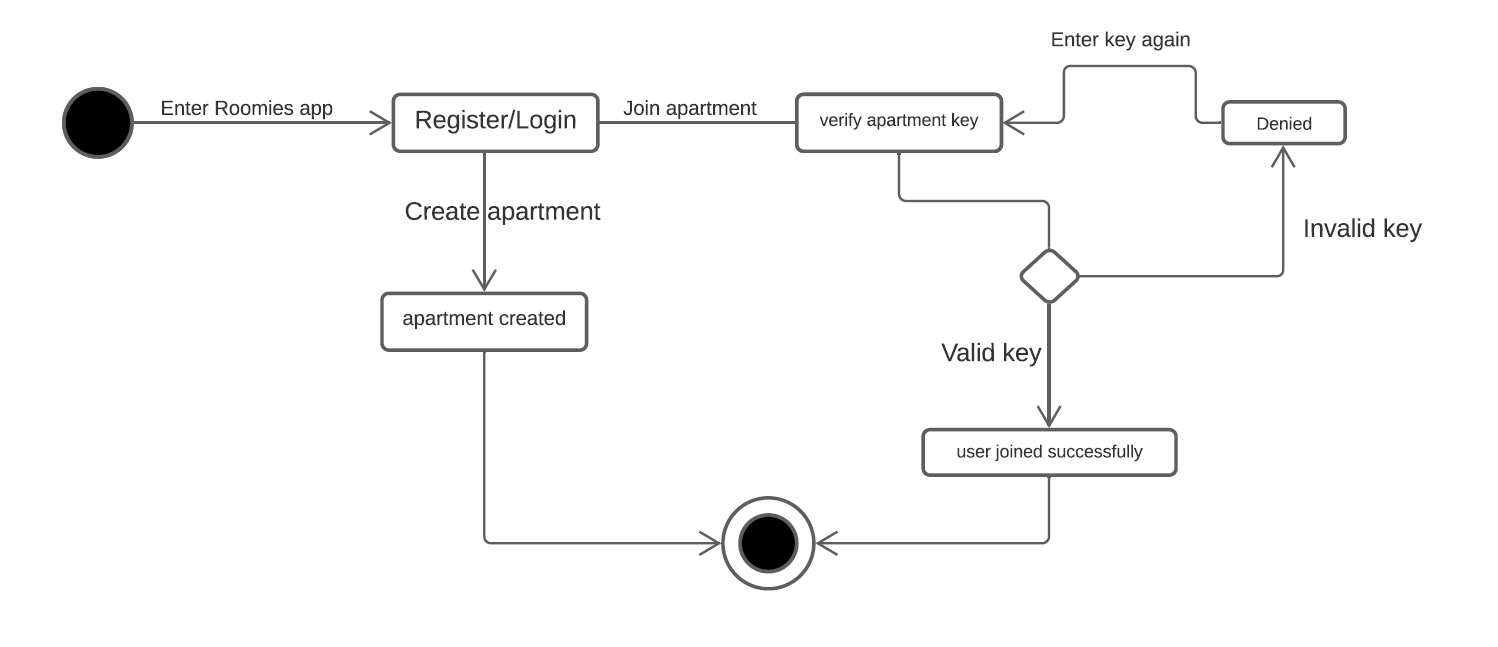 Enter key again
Enter Roomies app
Register/Login
Join apartment
verify apartment key
Denied
Create apartment
Invalid key
apartment created
Valid key
user joined successfully